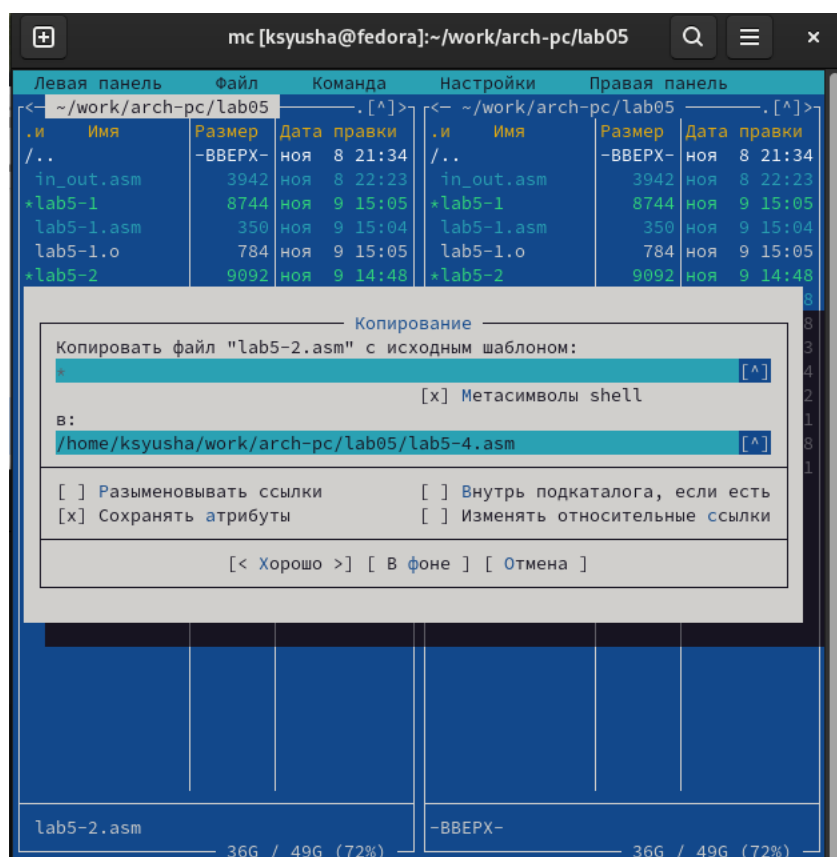 mc [ksyusha@fedora]:~/work/arch-pc/lab05
Левая панель Файл Команда Настройки Правая панель
<— ~/work/arch-pc/lab05 —.[^]> <— ~/work/arch-pc/lab05 —.[^]>
.и Имя Размер Дата правки .и Имя Размер Дата правки
/.. -ВВЕРХ- ноя 8 21:34 /.. -ВВЕРХ- ноя 8 21:34
in_out.asm 3942 ноя 8 22:23 in_out.asm 3942 ноя 8 22:23
*lab5-1 8744 ноя 9 15:05 *lab5-1 8744 ноя 9 15:05
lab5-1.asm 350 ноя 9 15:04 lab5-1.asm 350 ноя 9 15:04
lab5-1.o 784 ноя 9 15:05 lab5-1.o 784 ноя 9 15:05
*lab5-2 9092 ноя 9 14:48 *lab5-2 9092 ноя 9 14:48
Копирование
Копировать файл "lab5-2.asm" с исходным шаблоном:
* [^]
[x] Метасимволы shell
в:
/home/ksyusha/work/arch-pc/lab05/lab5-4.asm [^]
[ ] Разыменовывать ссылки [ ] Внутрь подкаталога, если есть
[x] Сохранять атрибуты [ ] Изменять относительные ссылки
[< Хорошо >] [ В фоне ] [ Отмена ]
lab5-2.asm -ВВЕРХ-
36G / 49G (72%) 36G / 49G (72%)